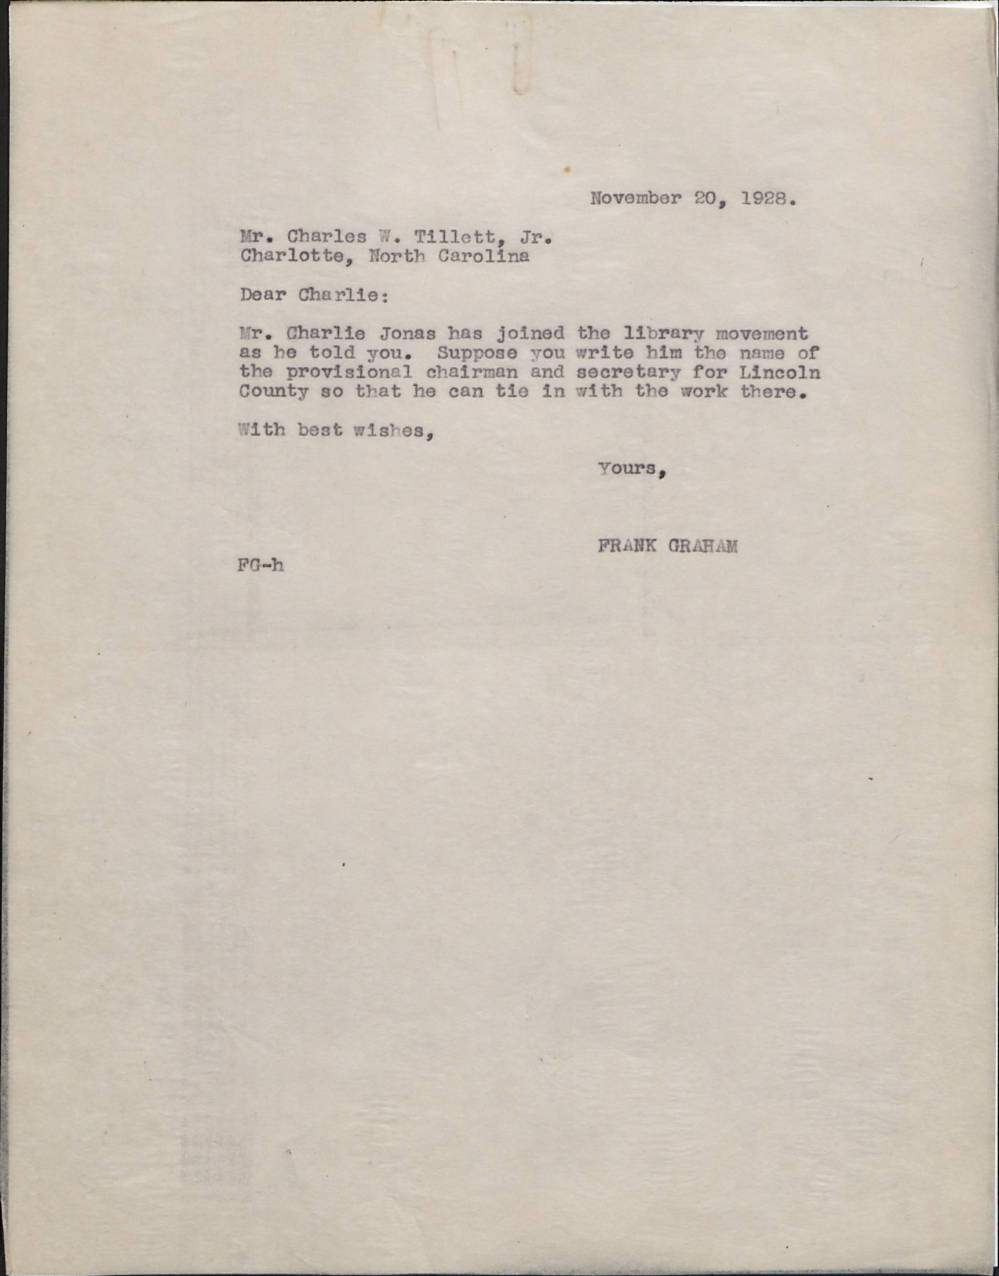 November 20, 1928.
Mr. Charles W. Tillett, Jr.
Charlotte, North Carolina
Dear Charlie:
Mr. Charlie Jonas has joined the library movement
as he told you. Suppose you write him the name of
the provisional chairman and secretary for Lincoln
County so that he can tie in with the work there.
With best wishes,
Yours,
FRANK GRAHAM
FG-h